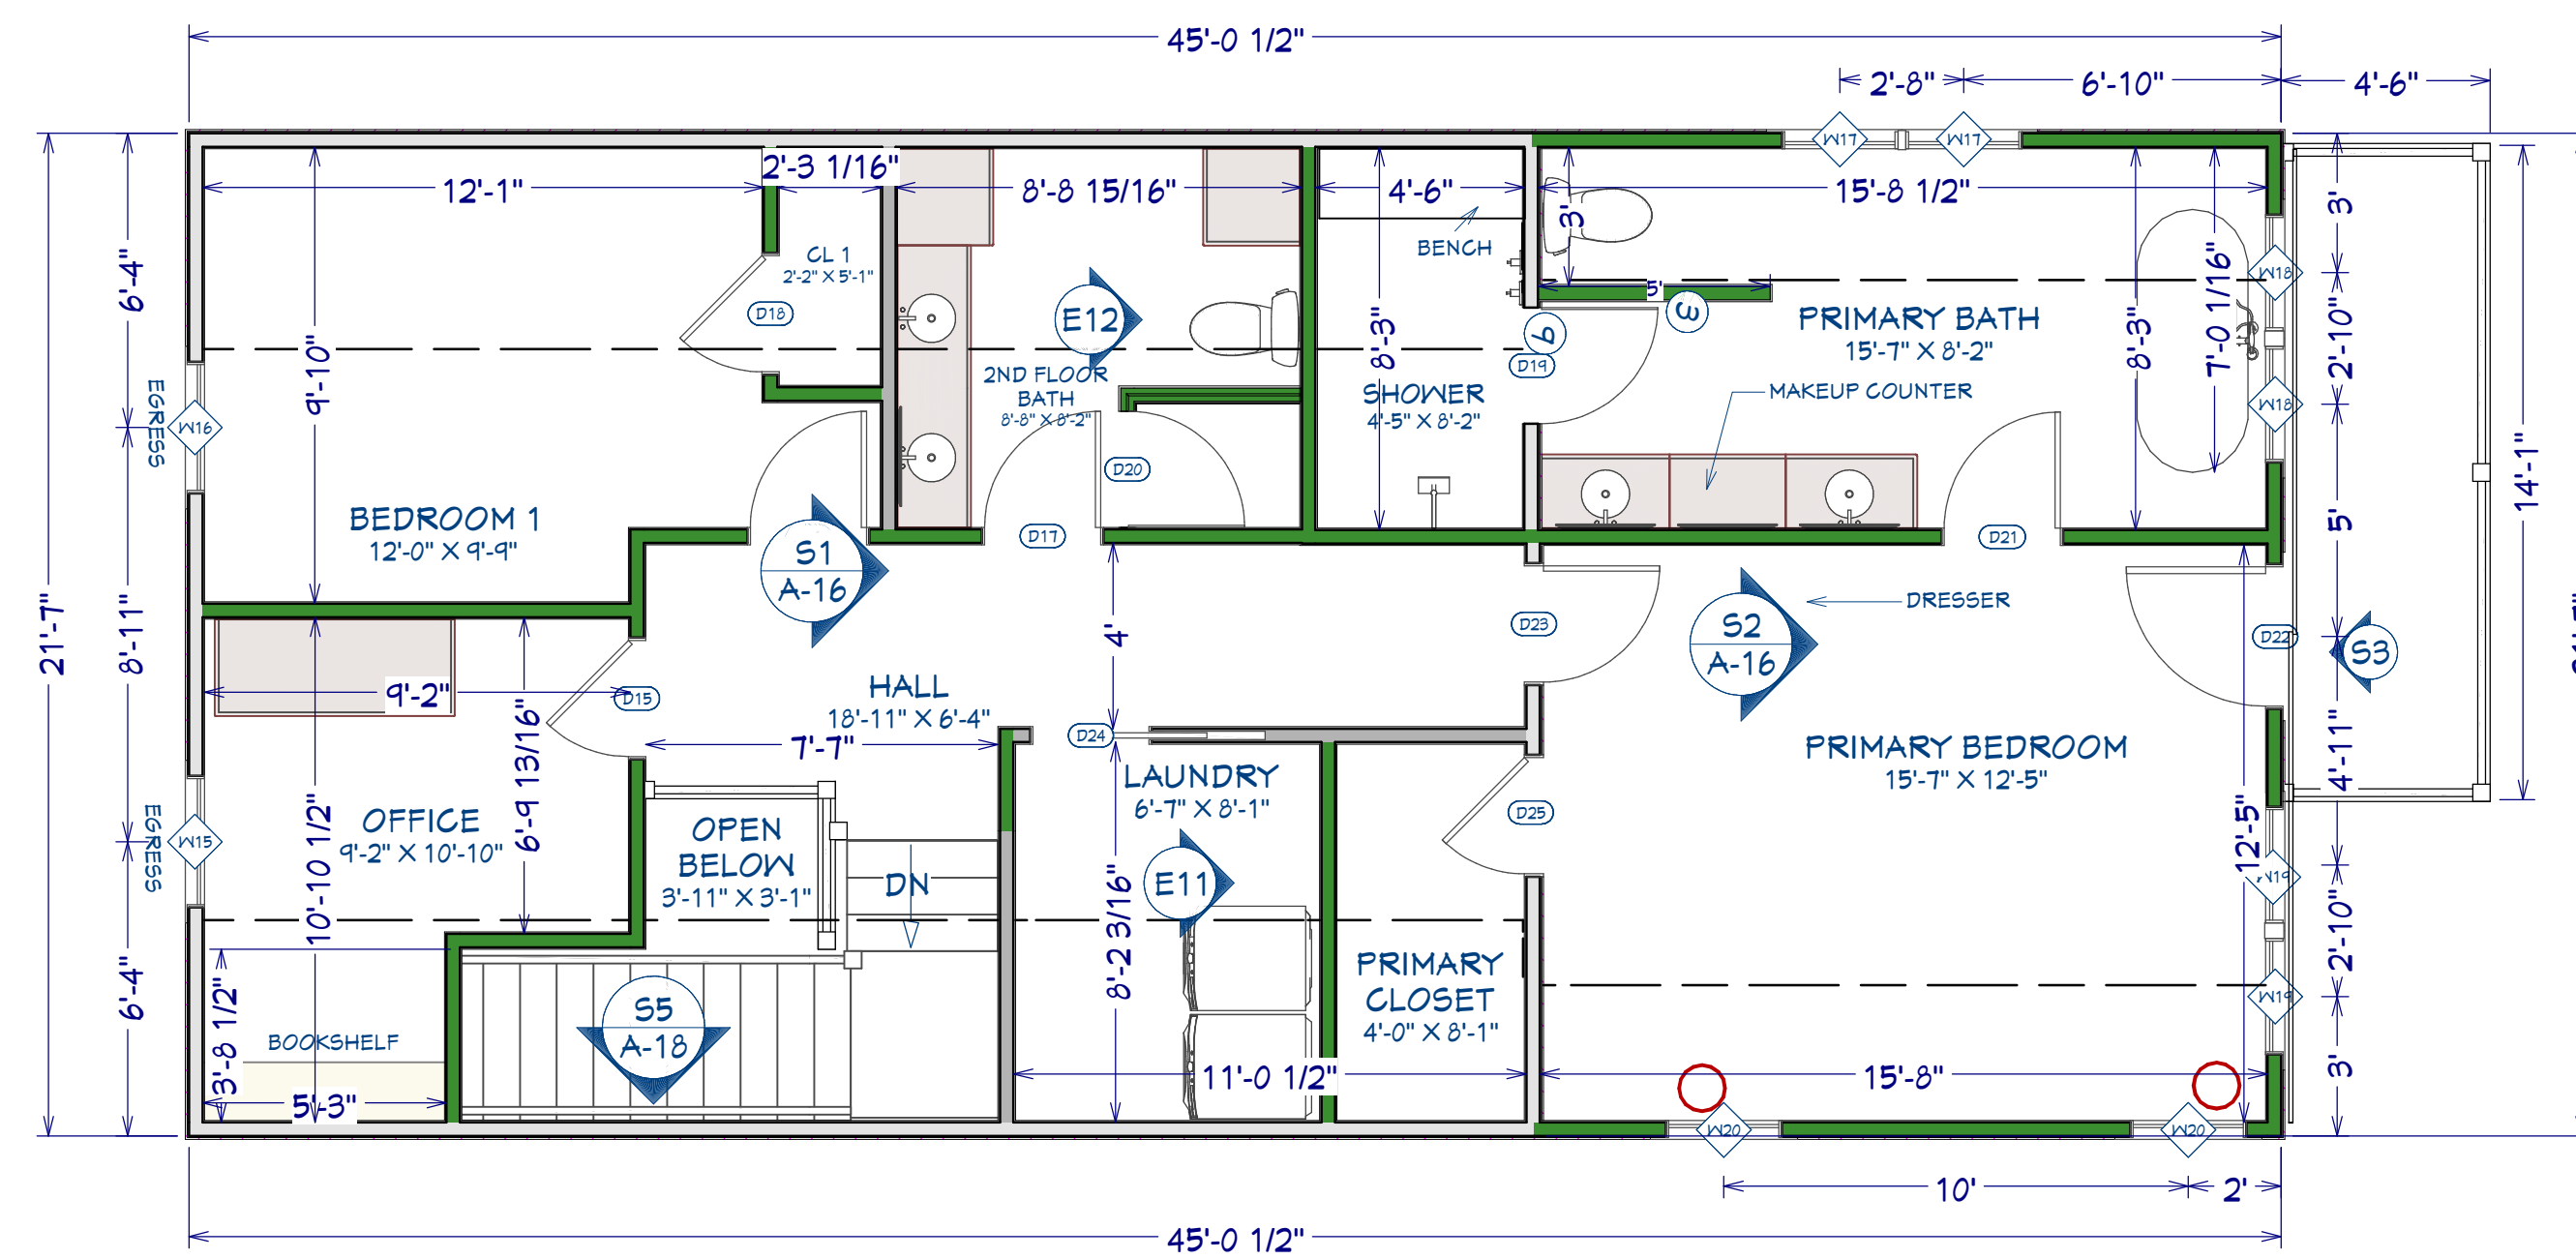 45'-0 1/2"
2'-8"
6'-10"
4'-6"
W17
W17
2'-3 1/16"
12'-1"
8'-8 15/16"
4'-6"
15'-8 1/2"
3'
3'
BENCH
CL 1
2'-2" X 5'-1"
6'-4"
7'-0 1/16"
W18
5'
D18
E12
3
PRIMARY BATH
15'-7" X 8'-2"
9
D19
8'-3"
8'-3"
2'-10"
9'-10"
2ND FLOOR
BATH
8'-8" X 8'-2"
SHOWER
4'-5" X 8'-2"
MAKEUP COUNTER
W18
EGRESS
W16
D20
14'-1"
BEDROOM 1
12'-0" X 9'-9"
S1
A-16
D17
D21
5'
21'-7"
8'-11"
4'
D23
S2
A-16
DRESSER
D22
S3
9'-2"
D15
HALL
18'-11" X 6'-4"
7'-7"
D24
6'-9 13/16"
LAUNDRY
6'-7" X 8'-1"
PRIMARY BEDROOM
15'-7" X 12'-5"
4'-11"
EGRESS
W15
OFFICE
9'-2" X 10'-10"
10'-10 1/2"
OPEN
BELOW
3'-11" X 3'-1"
DN
D25
12'-5"
E11
W19
8'-2 3/16"
2'-10"
PRIMARY
CLOSET
4'-0" X 8'-1"
6'-4"
3'-8 1/2"
S5
A-18
W19
BOOKSHELF
5'-3"
11'-0 1/2"
15'-8"
3'
W20
W20
10'
2'
45'-0 1/2"